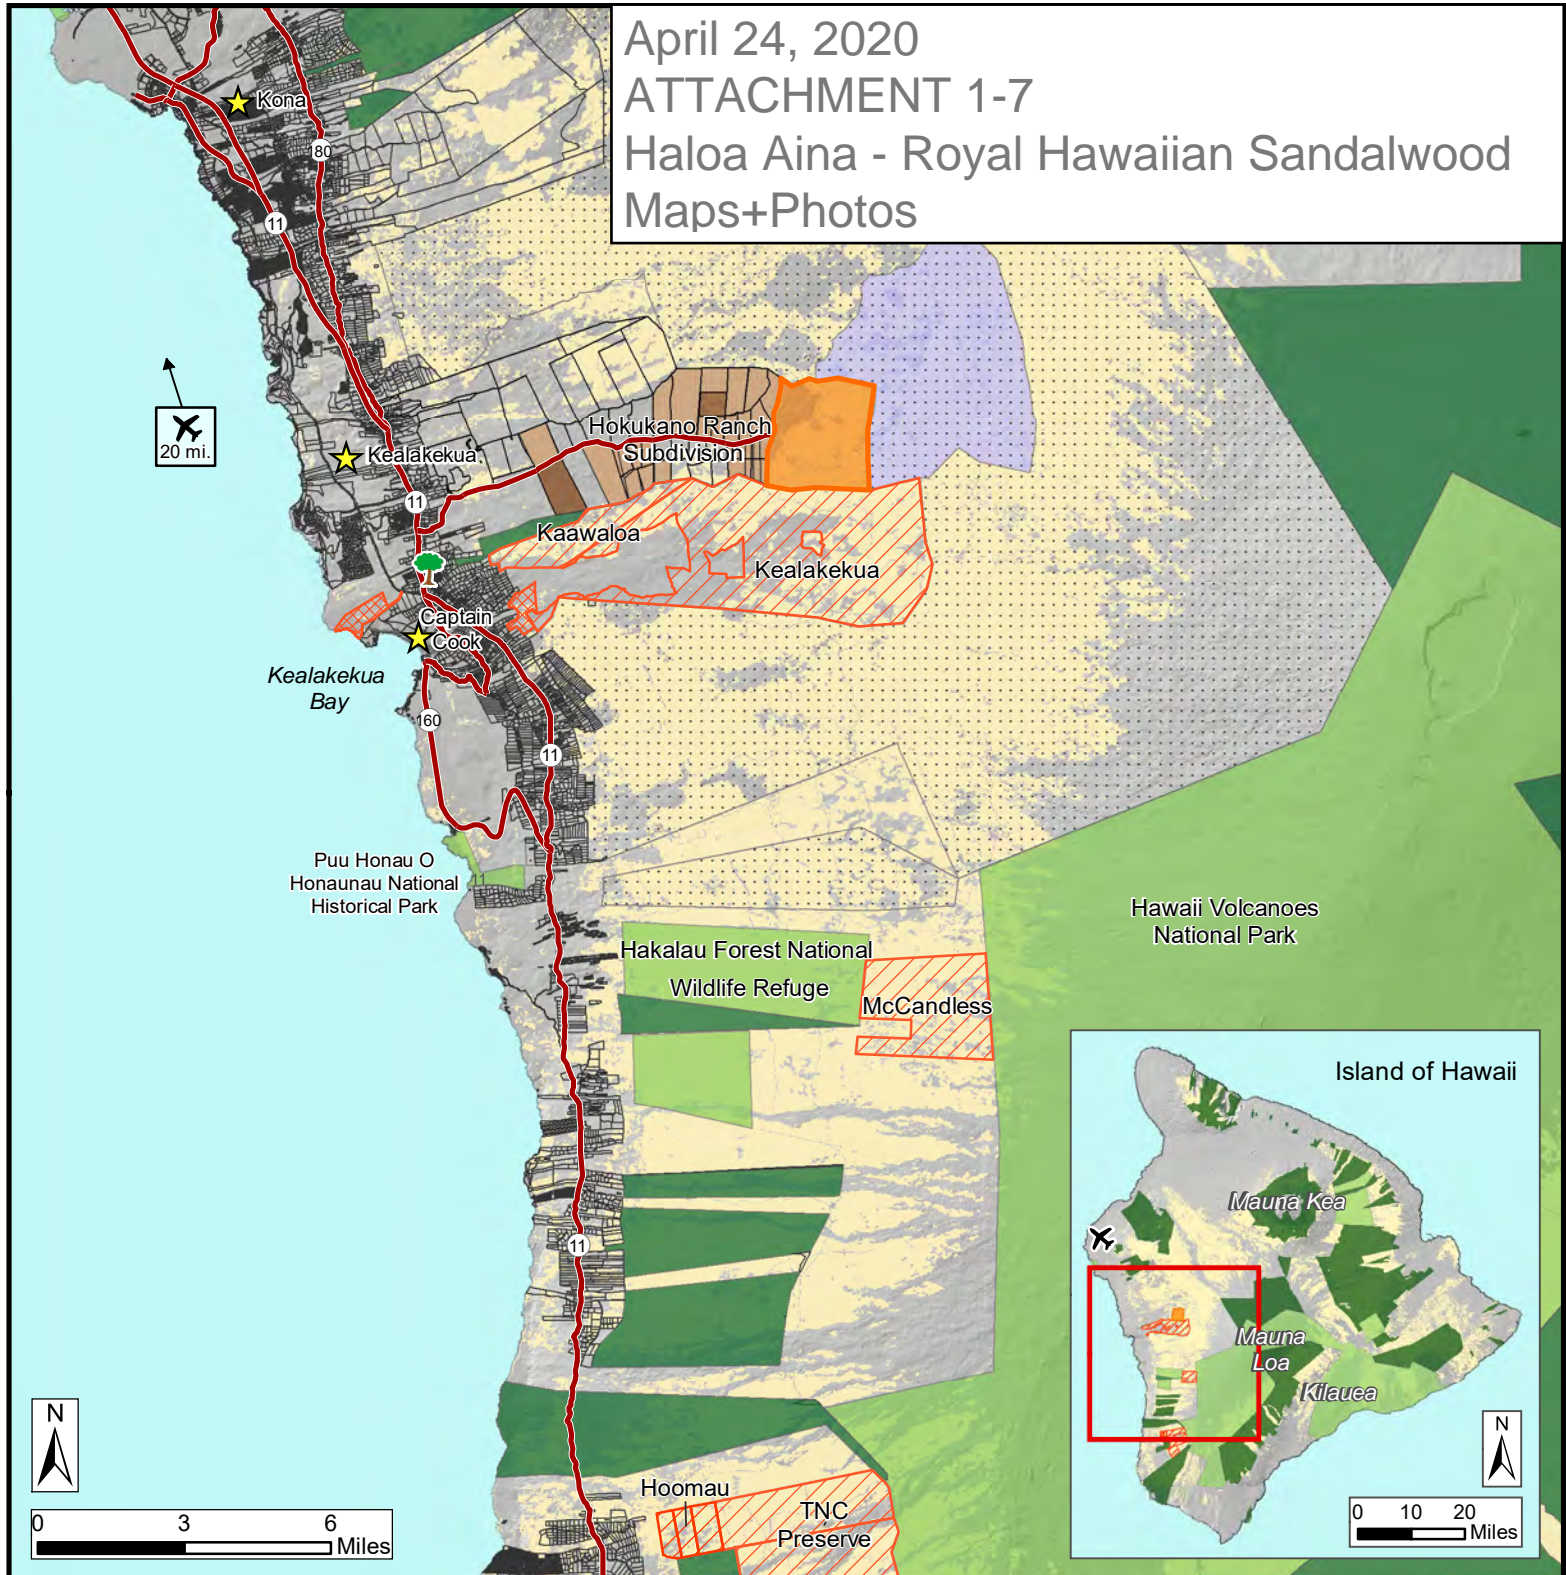 April 24, 2020
ATTACHMENT 1-7
Haloa Aina - Royal Hawaiian Sandalwood
Maps+Photos
Kona
180
11
20 mi.
Hokukano Ranch
Subdivision
Kealakekua
11
Kaawaloa
Kealakekua
Captain
Cook
Kealakekua
Bay
160
11
Puu Honau O
Honaunau National
Historical Park
Hawaii Volcanoes
National Park
Hakalau Forest National
Wildlife Refuge
McCandless
11
Island of Hawaii
Mauna Kea
Mauna
Loa
Kilauea
N
0 10 20
Miles
N
0 3 6
Miles
Hoomau
TNC
Preserve